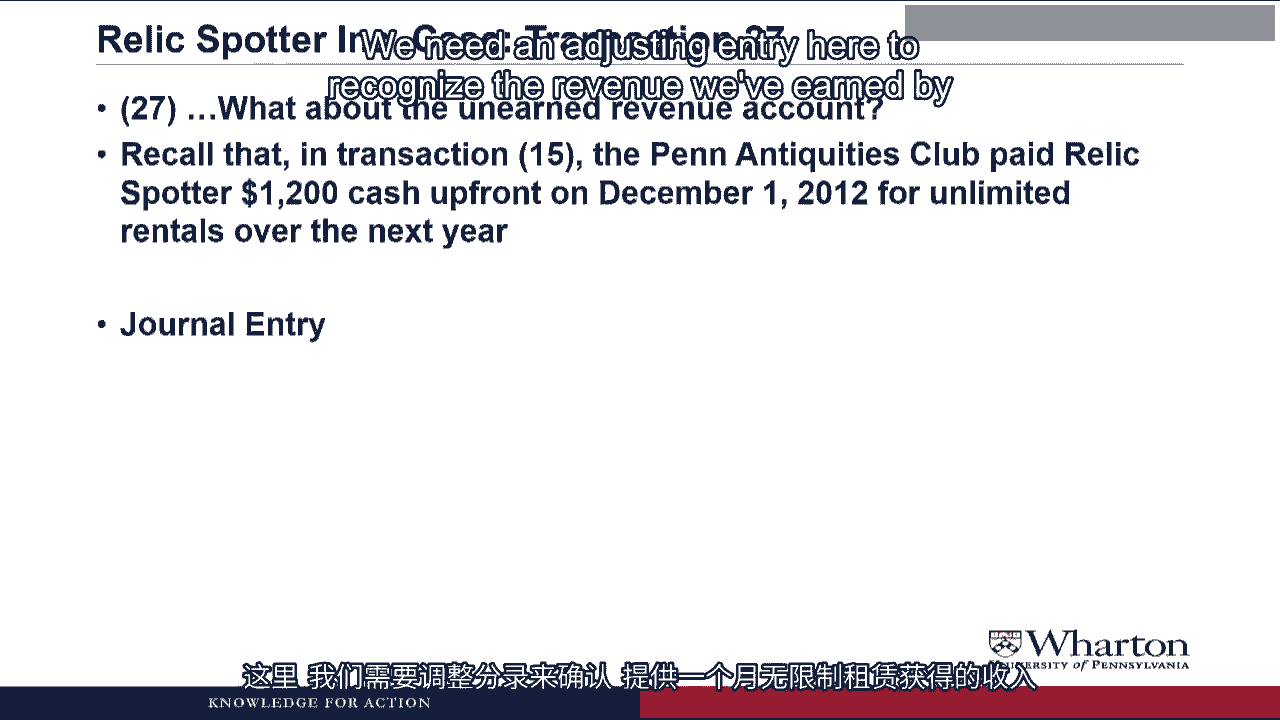 Relic Spotter Inc. Case: Transaction 27
We need an adjusting entry here to
recognize the revenue we've earned by
• (27) …What about the unearned revenue account?
• Recall that, in transaction (15), the Penn Antiquities Club paid Relic
Spotter $1,200 cash upfront on December 1, 2012 for unlimited
rentals over the next year
• Journal Entry
Wharton
UNIVERSITY of PENNSYLVANIA
这里 我们需要调整分录来确认 提供一个月无限制租赁获得的收入
KNOWLEDGE FOR ACTION